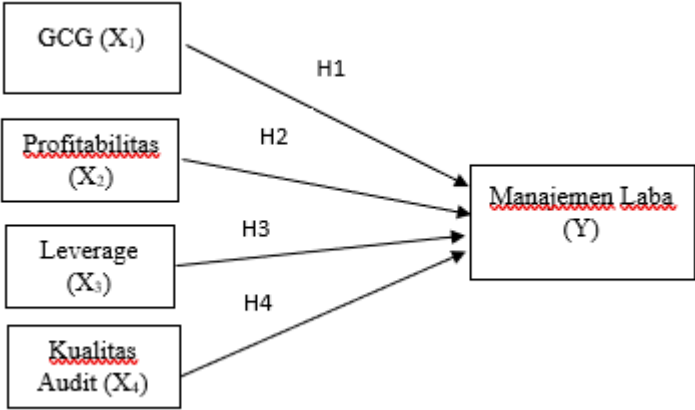 GCG (X₁)
H1
Profitabilitas
(X₂)
H2
Manajemen Laba
(Y)
Leverage
(X₃)
H3
Kualitas
Audit (X₄)
H4